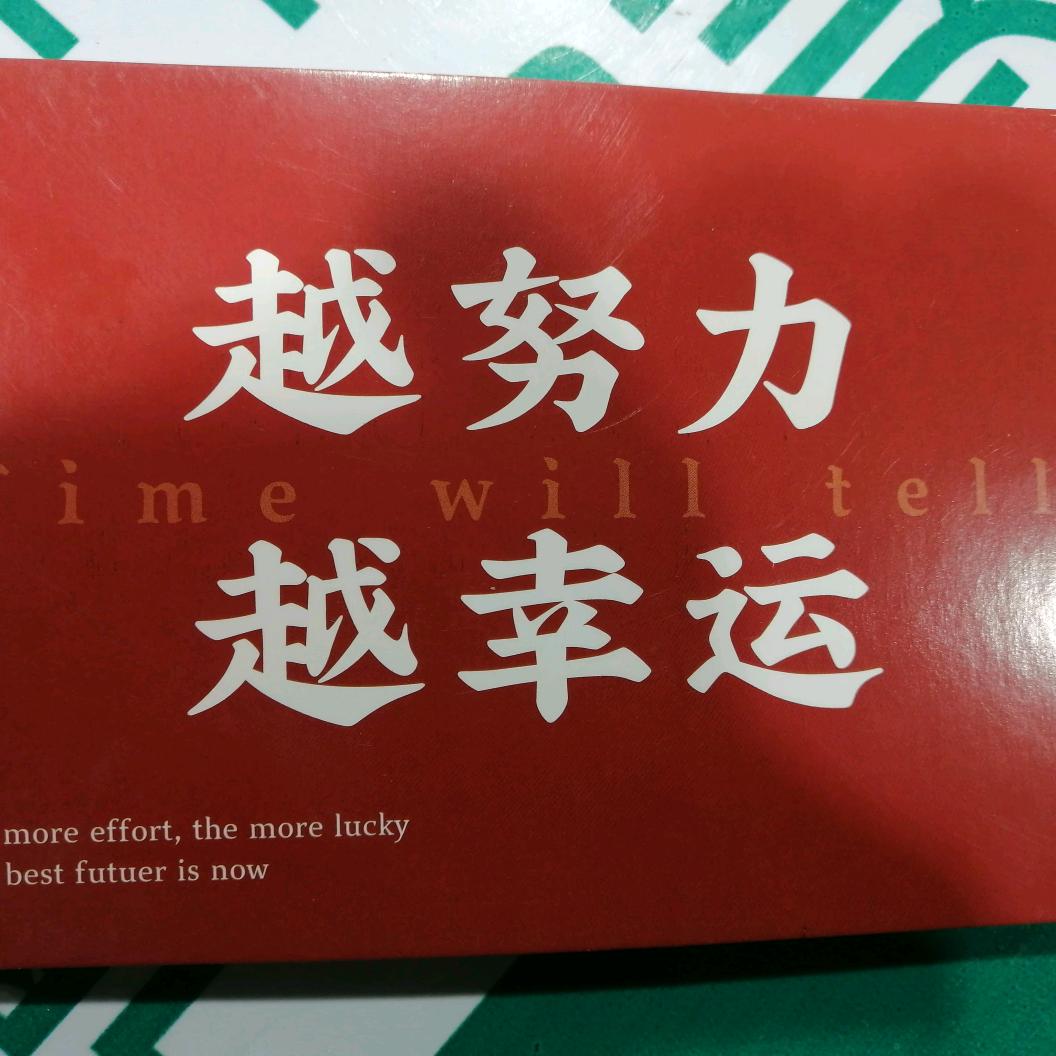 越努力
ime will tell
越幸运
more effort, the more lucky
best futuer is now